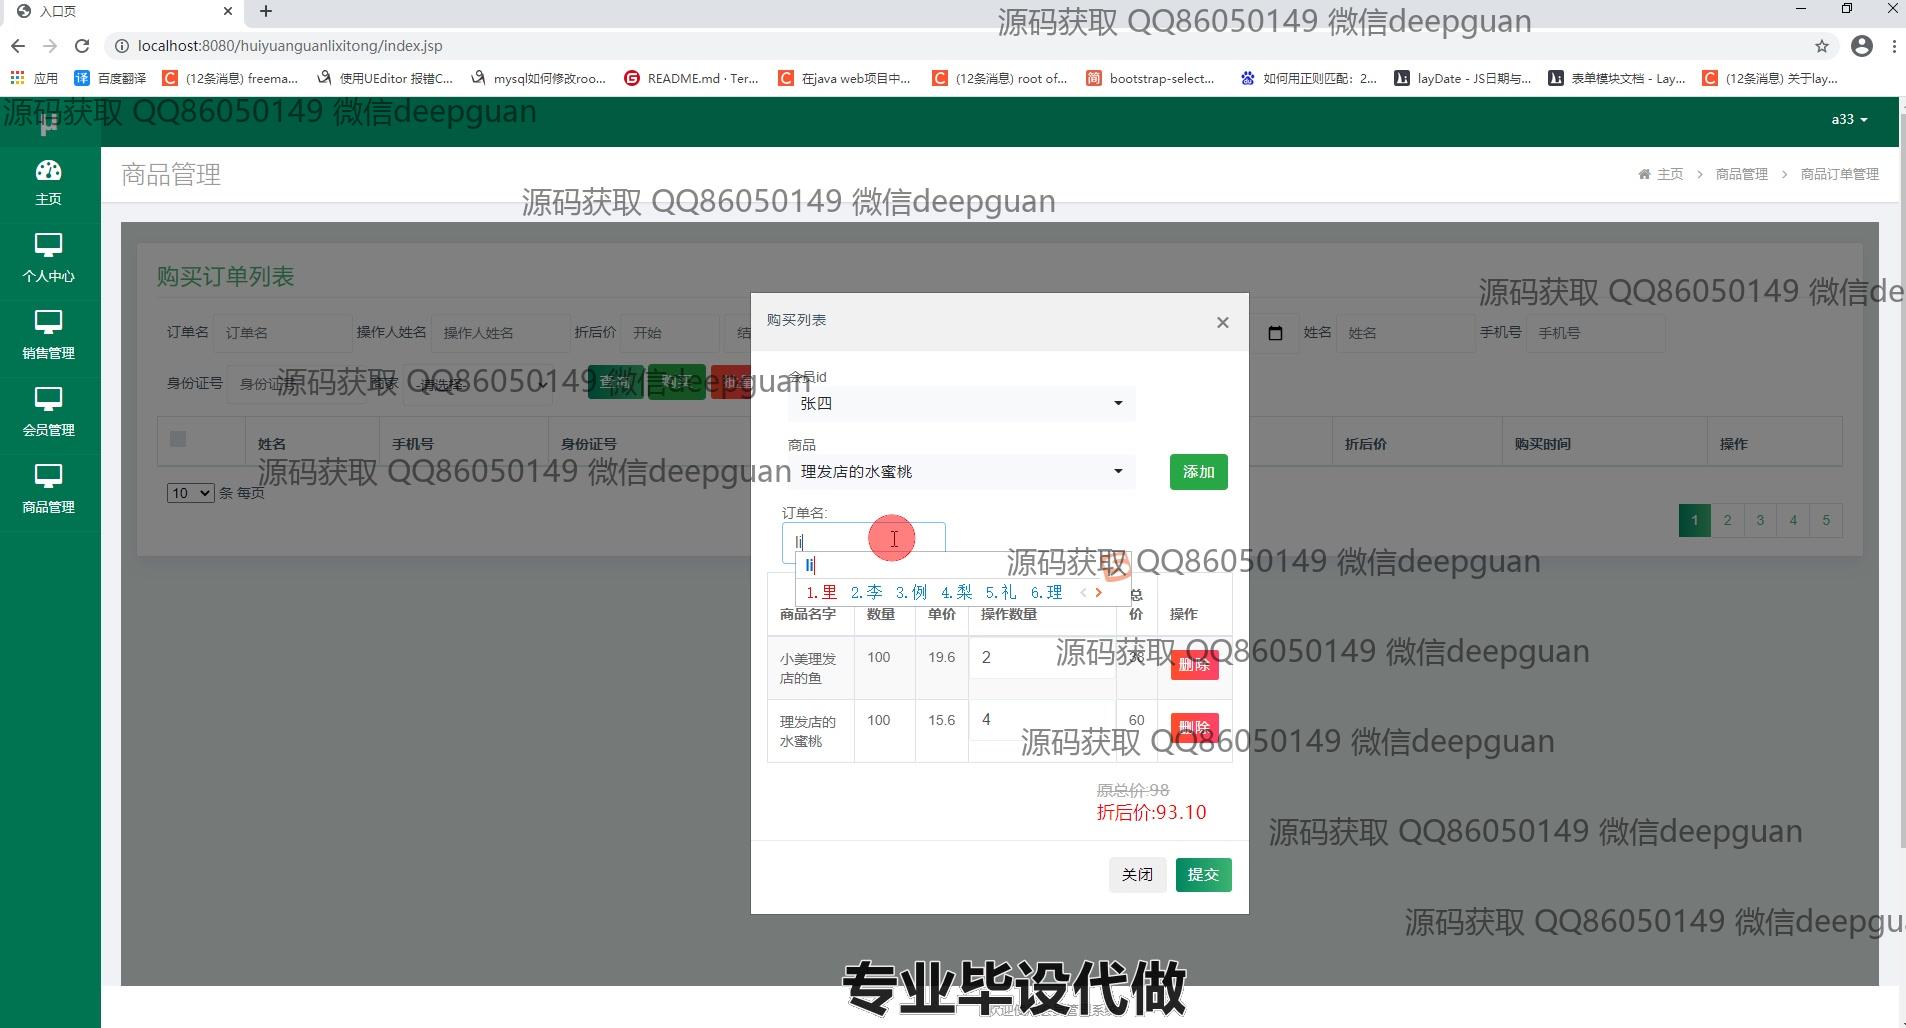 入口页
源码获取 QQ86050149 微信deepguan
localhost:8080/huiyuanguanlixitong/index.jsp
应用
百度翻译
(12条消息) freema...
使用UEditor 报错C...
mysql如何修改roo...
README.md · Ter...
在java web项目中...
(12条消息) root of...
bootstrap-select...
如何用正则匹配：2...
layDate - JS日期与...
表单模块文档 - Lay...
(12条消息) 关于lay...
源码获取 QQ86050149 微信deepguan
a33
主页
个人中心
销售管理
会员管理
商品管理
商品管理
主页 > 商品管理 > 商品订单管理
源码获取 QQ86050149 微信deepguan
购买订单列表
源码获取 QQ86050149 微信de
订单名 订单名 操作人姓名 操作人姓名 折后价 开始 结
姓名 姓名 手机号 手机号
身份证号 身份证号 -请选择- 查询 购买
源码获取 QQ86050149 微信deepguan
姓名 手机号 身份证号 折后价 购买时间 操作
源码获取 QQ86050149 微信deepguan
10 条 每页
1 2 3 4 5
购买列表 ×
会员id
张四
商品
理发店的水蜜桃
添加
订单名:
li
li
1.里 2.李 3.例 4.梨 5.礼 6.理
源码获取 QQ86050149 微信deepguan
商品名字 数量 单价 操作数量 总价 操作
小美理发店的鱼 100 19.6 2 38 删除
源码获取 QQ86050149 微信deepguan
理发店的水蜜桃 100 15.6 4 60 删除
源码获取 QQ86050149 微信deepguan
原总价:98
折后价:93.10
源码获取 QQ86050149 微信deepguan
关闭 提交
源码获取 QQ86050149 微信deepgu
专业毕设代做